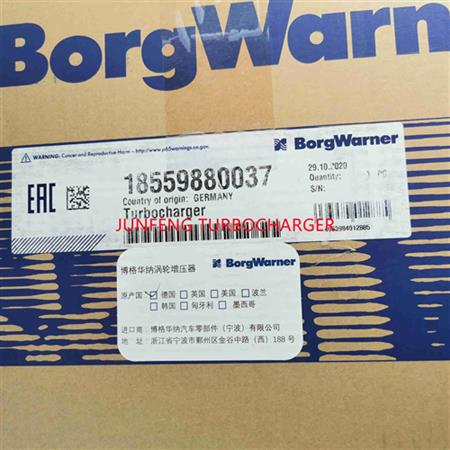 BorgWarner
WARNING: Cancer and Reproductive Harm – http://www.p65warnings.ca.gov
BorgWarner
18559880037
29.10.2020
Quantity: 1 PC
S/N:
EAC
Country of origin: GERMANY
Turbocharger
JUNFENG TURBOCHARGER
博格华纳涡轮增压器
BorgWarner
原产国: 德国 英国 美国 波兰
韩国 匈牙利 墨西哥
进口商: 博格华纳汽车零部件 (宁波) 有限公司
地 址: 浙江省宁波市鄞州区金谷中路 (西) 188 号